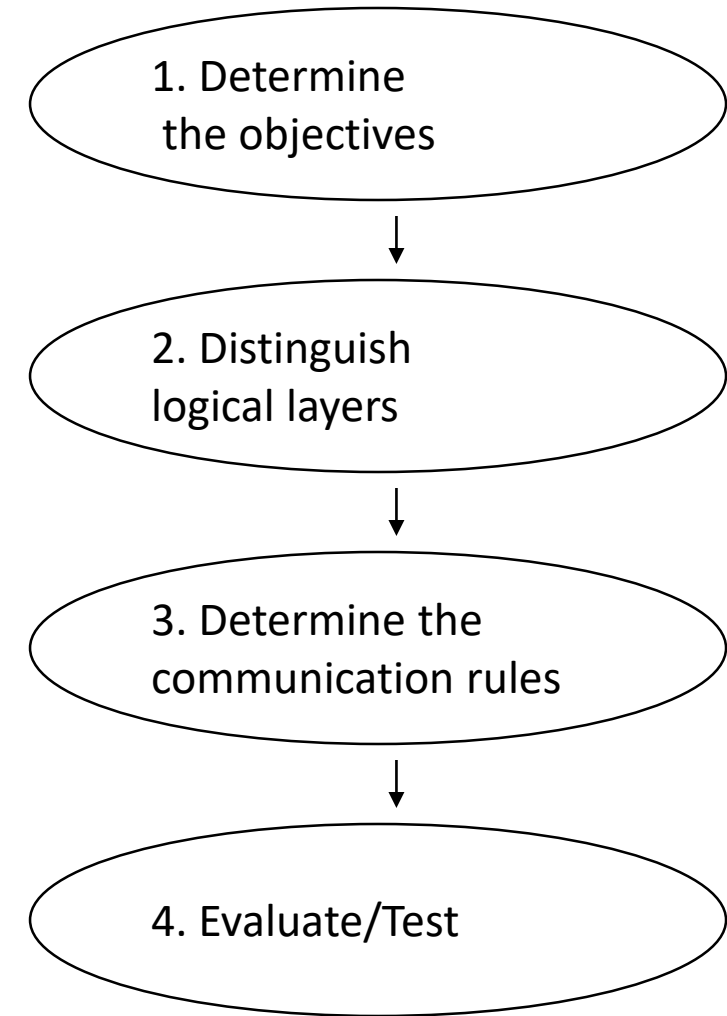 1. Determine
the objectives
2. Distinguish
logical layers
3. Determine the
communication rules
4. Evaluate/Test